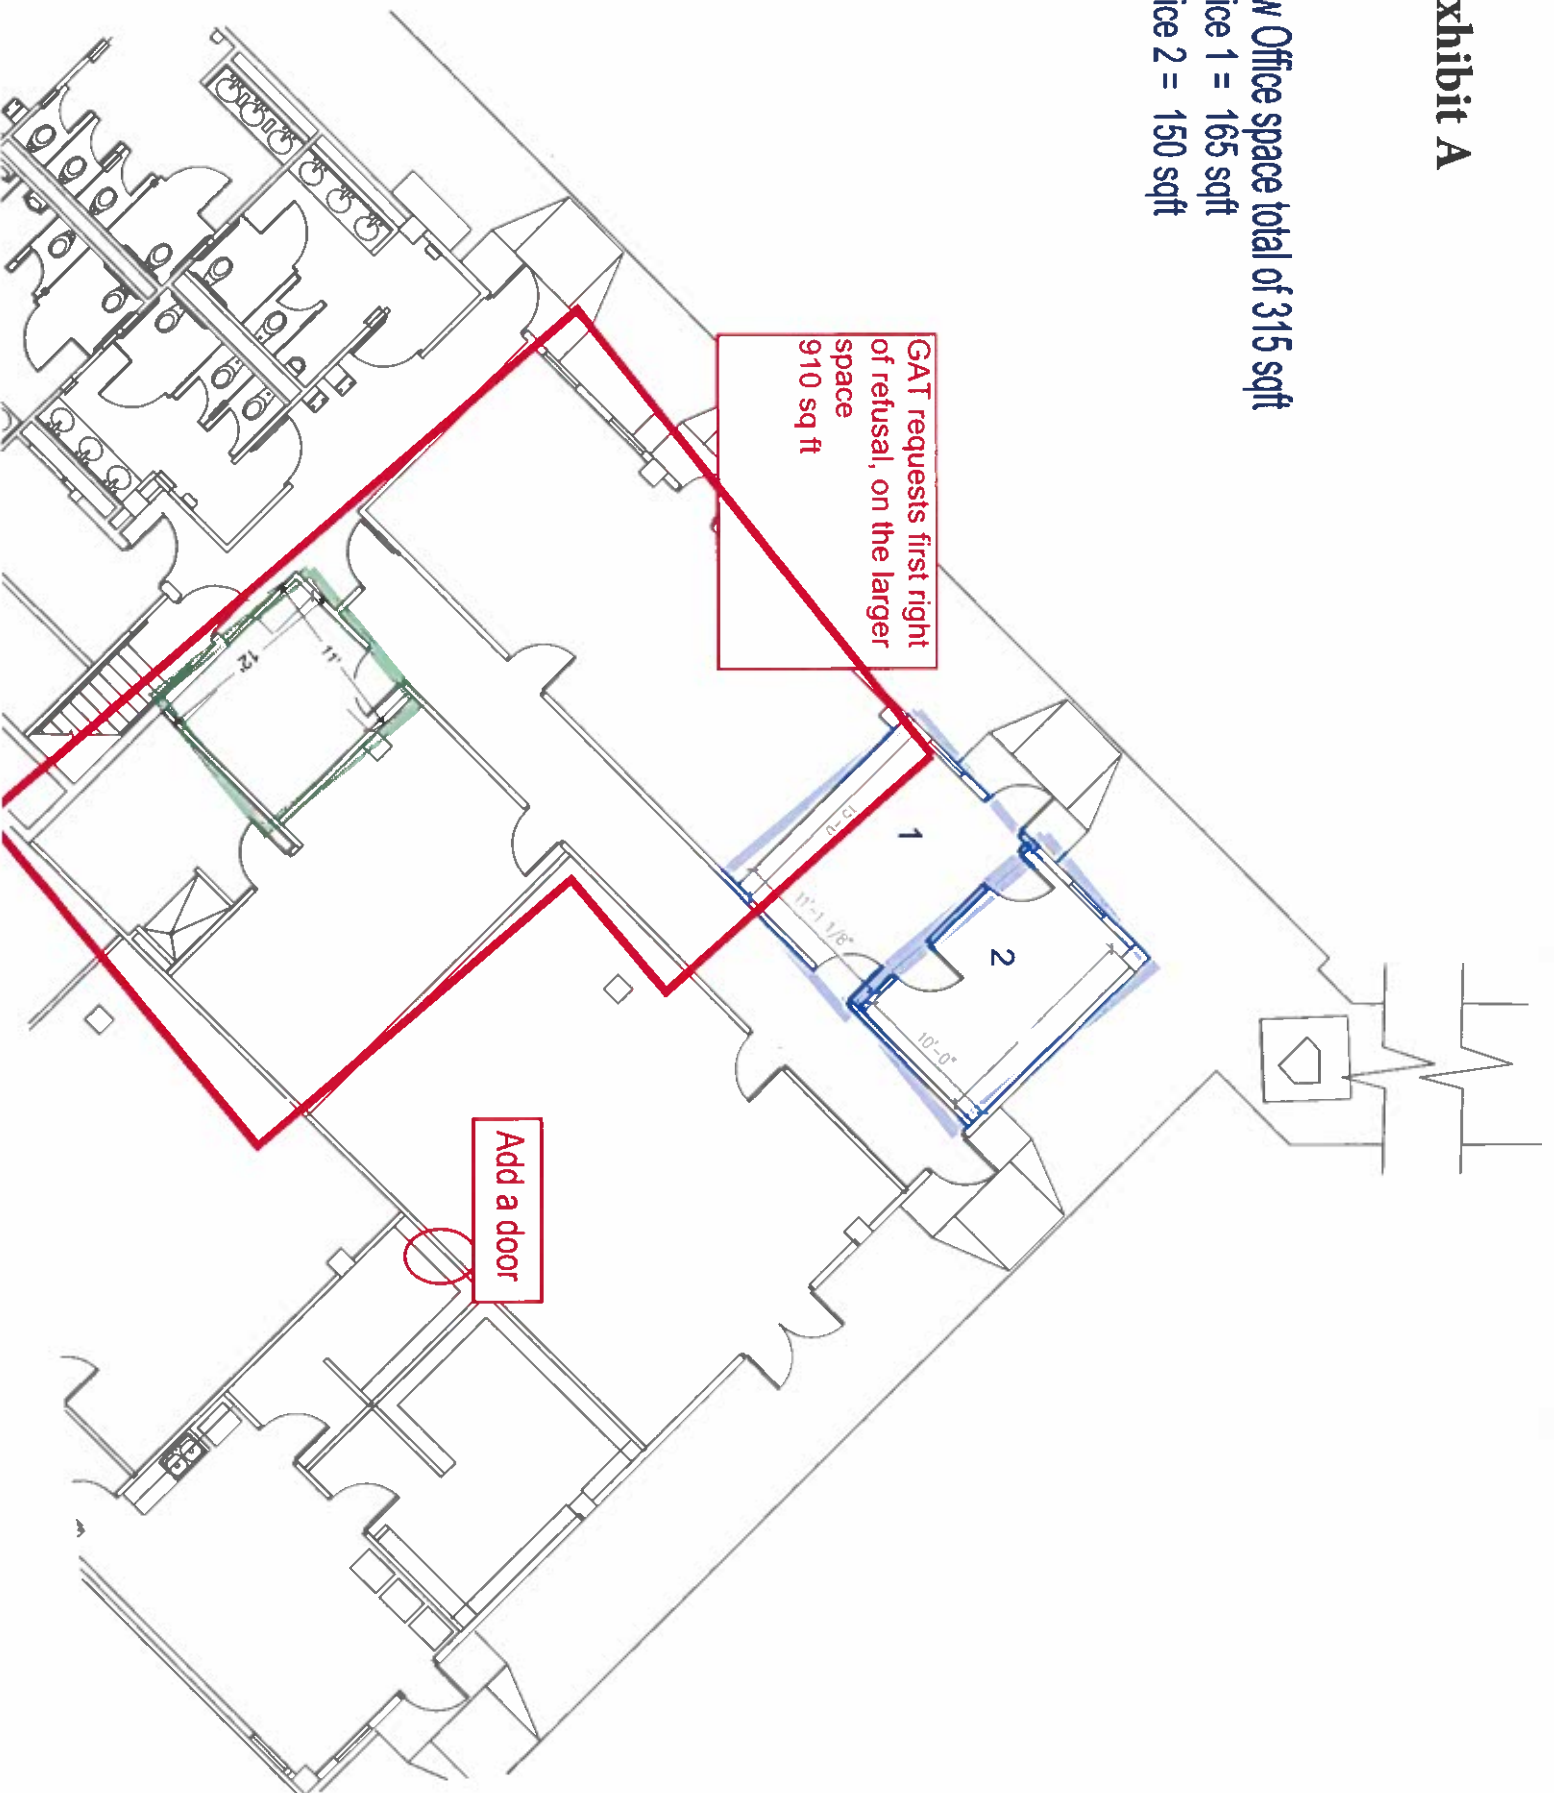 xhibit A
w Office space total of 315 sqft
ice 1 = 165 sqft
ice 2 = 150 sqft
GAT requests first right
of refusal, on the larger
space
910 sq ft
1
2
11'-1 1/8"
10'-0"
11'
12'
Add a door